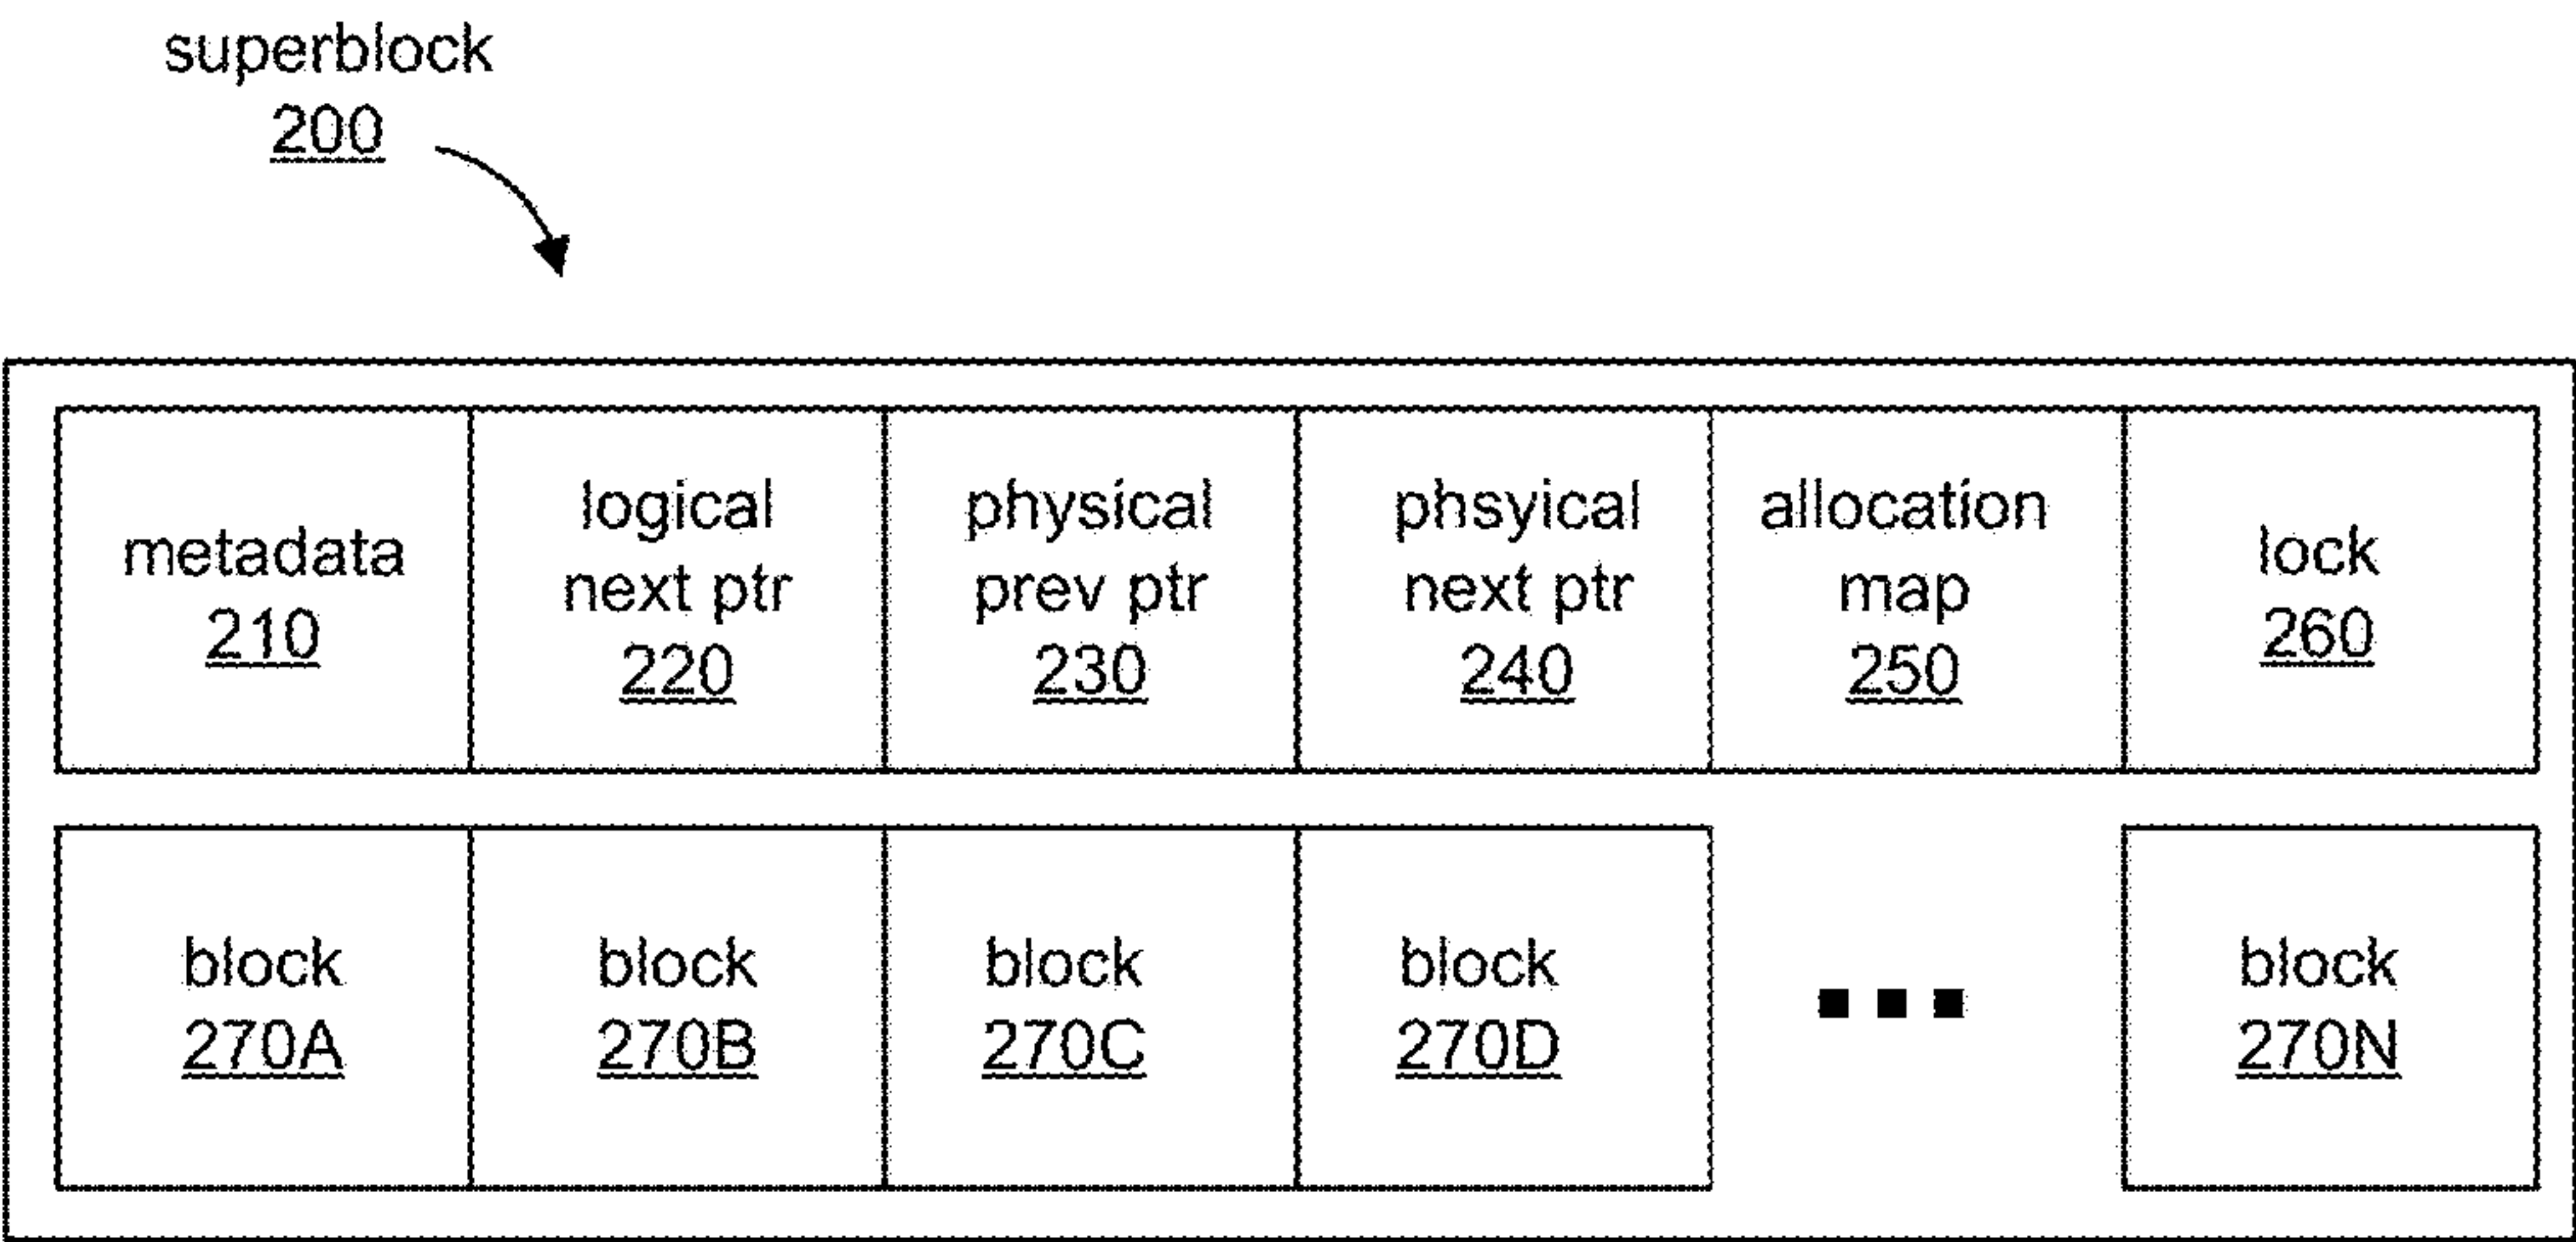 superblock
200
metadata
210
logical
next ptr
220
physical
prev ptr
230
phsyical
next ptr
240
allocation
map
250
lock
260
block
270A
block
270B
block
270C
block
270D
block
270N